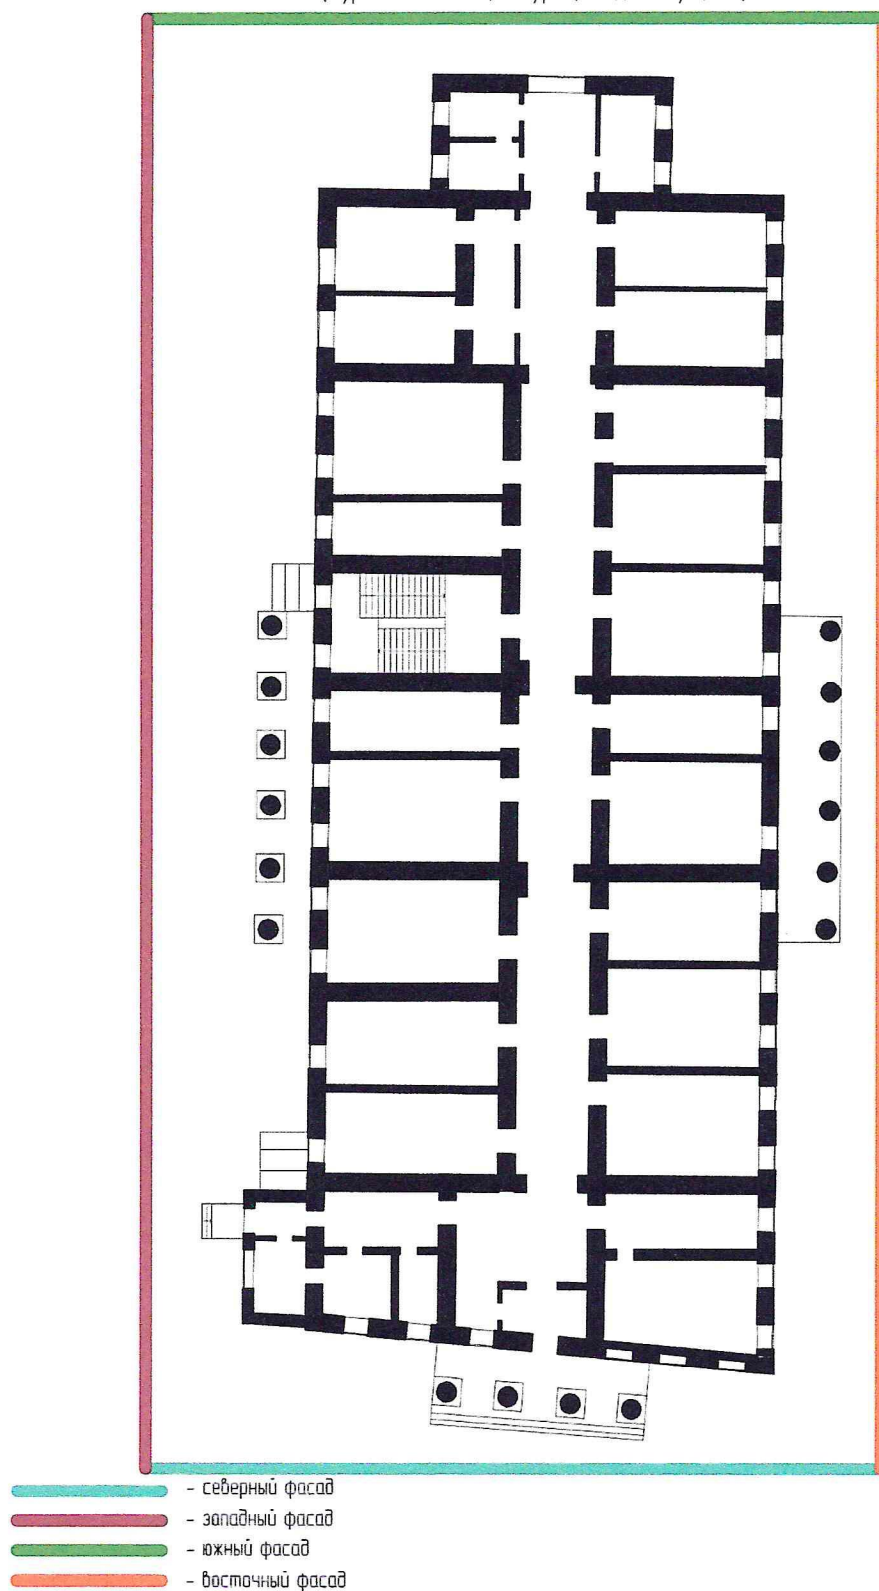 - северный фасад
- западный фасад
- южный фасад
- восточный фасад